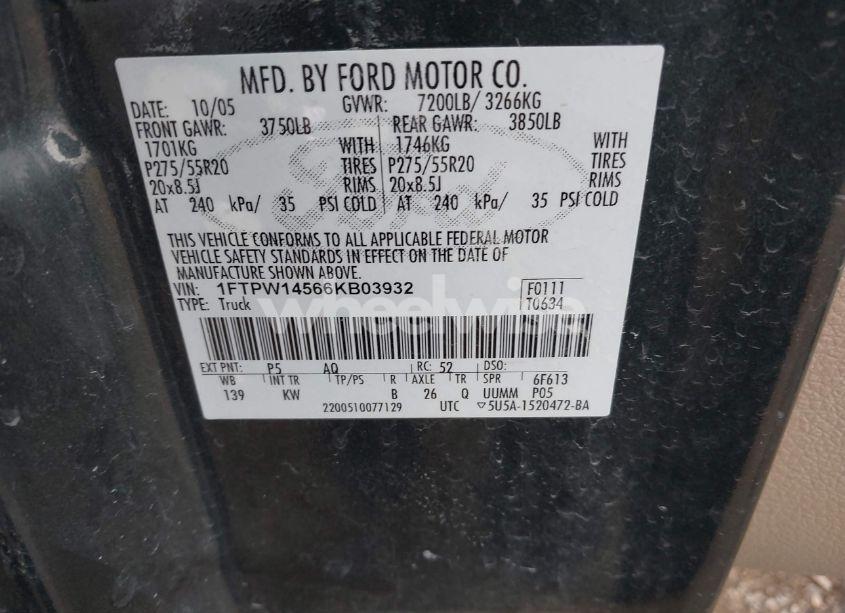 MFD. BY FORD MOTOR CO.
DATE: 10/05 GVWR: 7200LB/ 3266KG
FRONT GAWR: 3750LB REAR GAWR: 3850LB
1701KG WITH 1746KG WITH
P275/55R20 TIRES P275/55R20 TIRES
20x8.5J RIMS 20x8.5J RIMS
AT 240 kPa/ 35 PSI COLD AT 240 kPa/ 35 PSI COLD
THIS VEHICLE CONFORMS TO ALL APPLICABLE FEDERAL MOTOR
VEHICLE SAFETY STANDARDS IN EFFECT ON THE DATE OF
MANUFACTURE SHOWN ABOVE.
VIN: 1FTPW14566KB03932 F0111
TYPE: Truck T0634
wheelwise
EXT PNT: P5 AQ RC: 52 DSO:
WB INT TR TP/PS R AXLE TR SPR 6F613
139 KW B 26 Q UUMM P05
2200510077129 UTC ▽5U5A-1520472-BA